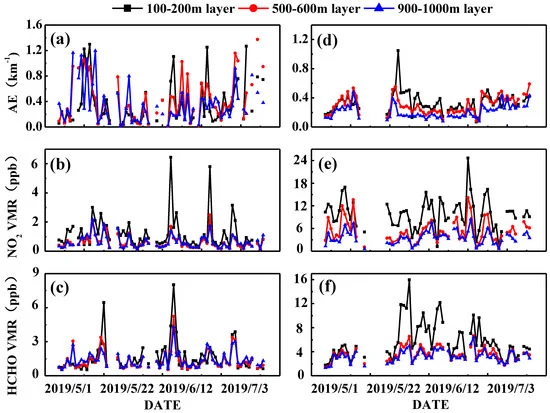 100-200m layer 500-600m layer 900-1000m layer
(a)
1.6
1.2
0.8
0.4
0.0
AE (km⁻¹)
(d)
1.2
0.8
0.4
0.0
(b)
6
4
2
0
NO₂ VMR (ppb)
(e)
24
18
12
6
0
(c)
9
6
3
0
HCHO VMR (ppb)
(f)
16
12
8
4
0
2019/5/1 2019/5/22 2019/6/12 2019/7/3
DATE
2019/5/1 2019/5/22 2019/6/12 2019/7/3
DATE